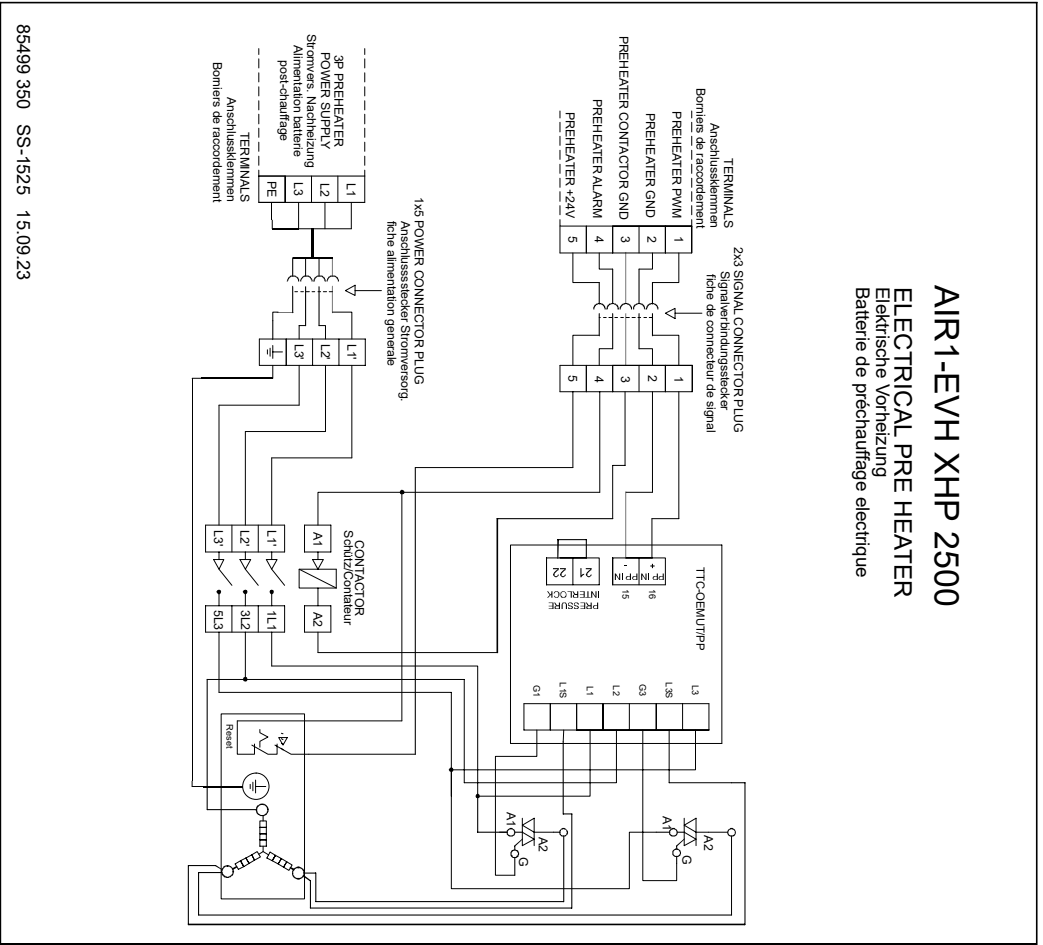 AIR1-EVH XHP 2500
ELECTRICAL PRE HEATER
Elektrische Vorheizung
Batterie de préchauffage electrique
TERMINALS
Anschlussklemmen
Borniers de raccordement
PREHEATER PWM
PREHEATER GND
PREHEATER CONTACTOR GND
PREHEATER ALARM
PREHEATER +24V
1
2
3
4
5
2x3 SIGNAL CONNECTOR PLUG
Signalverbindungsstecker
fiche de connecteur de signal
1
2
3
4
5
TTC-OEMUT/PP
PP IN +
PP IN -
16
15
21
22
PRESSURE
INTERLOCK
L3
L3S
G3
L2
L1
L1S
G1
A1
A2
G
A1
A2
G
3P PREHEATER
POWER SUPPLY
Stromvers. Nachheizung
Alimentation batterie
post-chauffage
L1
L2
L3
PE
TERMINALS
Anschlussklemmen
Borniers de raccordement
1x5 POWER CONNECTOR PLUG
Anschlussstecker Stromversorg.
fiche alimentation generale
L1'
L2'
L3'
CONTACTOR
Schütz/Contateur
A1
A2
L1'
L2'
L3'
1L1
3L2
5L3
Reset
85499 350 SS-1525 15.09.23